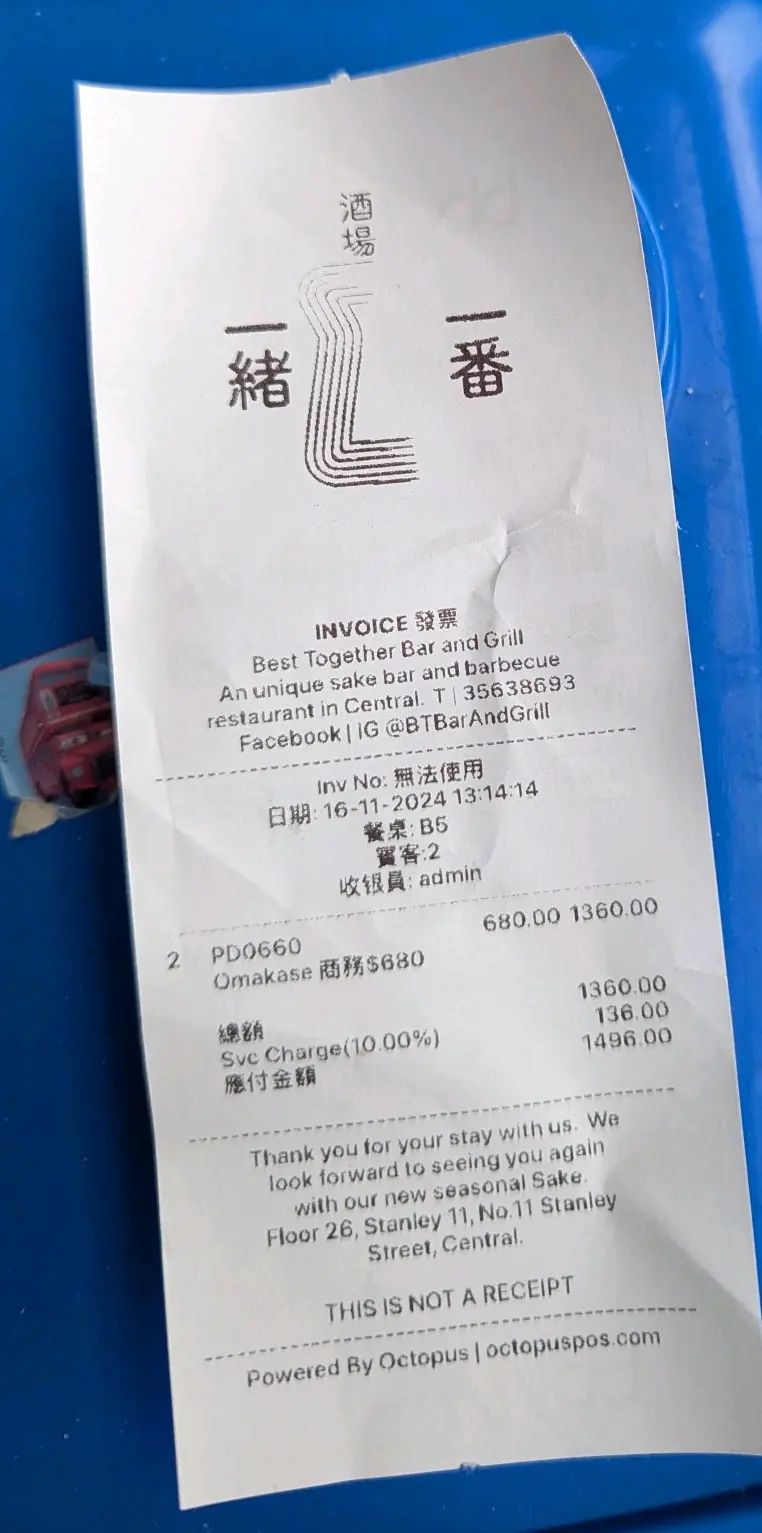 酒場
一緒
一番
INVOICE 發票
Best Together Bar and Grill
An unique sake bar and barbecue
restaurant in Central. T | 35638693
Facebook | IG @BTBarAndGrill
Inv No: 無法使用
日期: 16-11-2024 13:14:14
餐桌: B5
賓客:2
收银員: admin
2 PD0660 680.00 1360.00
Omakase 商務$680
總額 1360.00
Svc Charge(10.00%) 136.00
應付金額 1496.00
Thank you for your stay with us. We
look forward to seeing you again
with our new seasonal Sake.
Floor 26, Stanley 11, No.11 Stanley
Street, Central.
THIS IS NOT A RECEIPT
Powered By Octopus | octopuspos.com